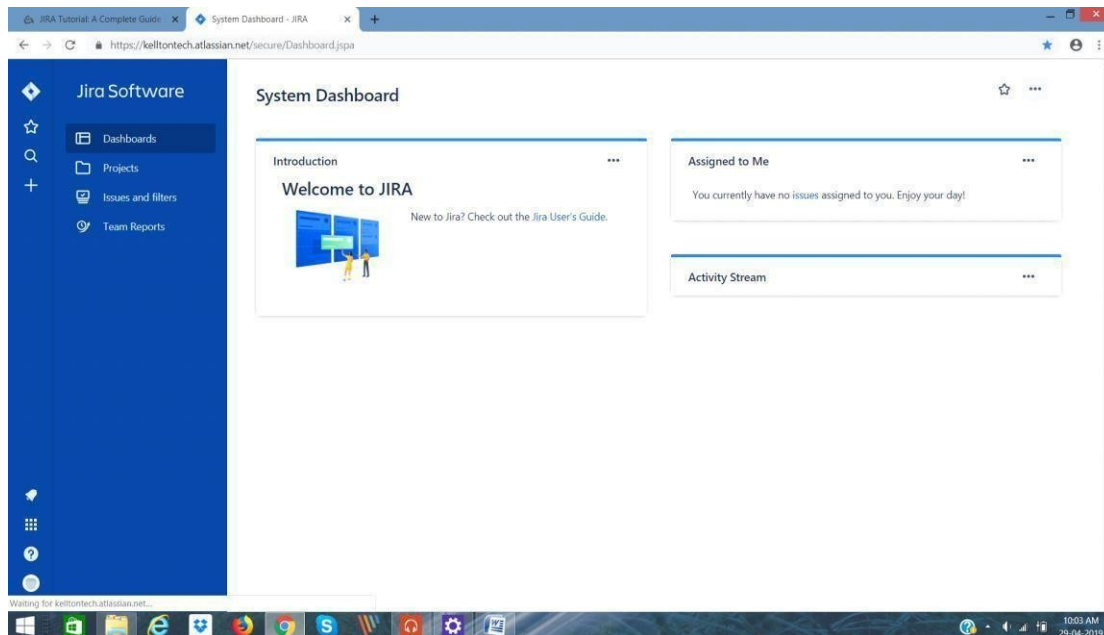 JIRA Tutorial: A Complete Guide
System Dashboard - JIRA
https://kelltontech.atlassian.net/secure/Dashboard.jspa
Jira Software
Dashboards
Projects
Issues and filters
Team Reports
System Dashboard
Introduction
Welcome to JIRA
New to Jira? Check out the Jira User's Guide.
Assigned to Me
You currently have no issues assigned to you. Enjoy your day!
Activity Stream
Waiting for kelltontech.atlassian.net...
10:03 AM
29-04-2019